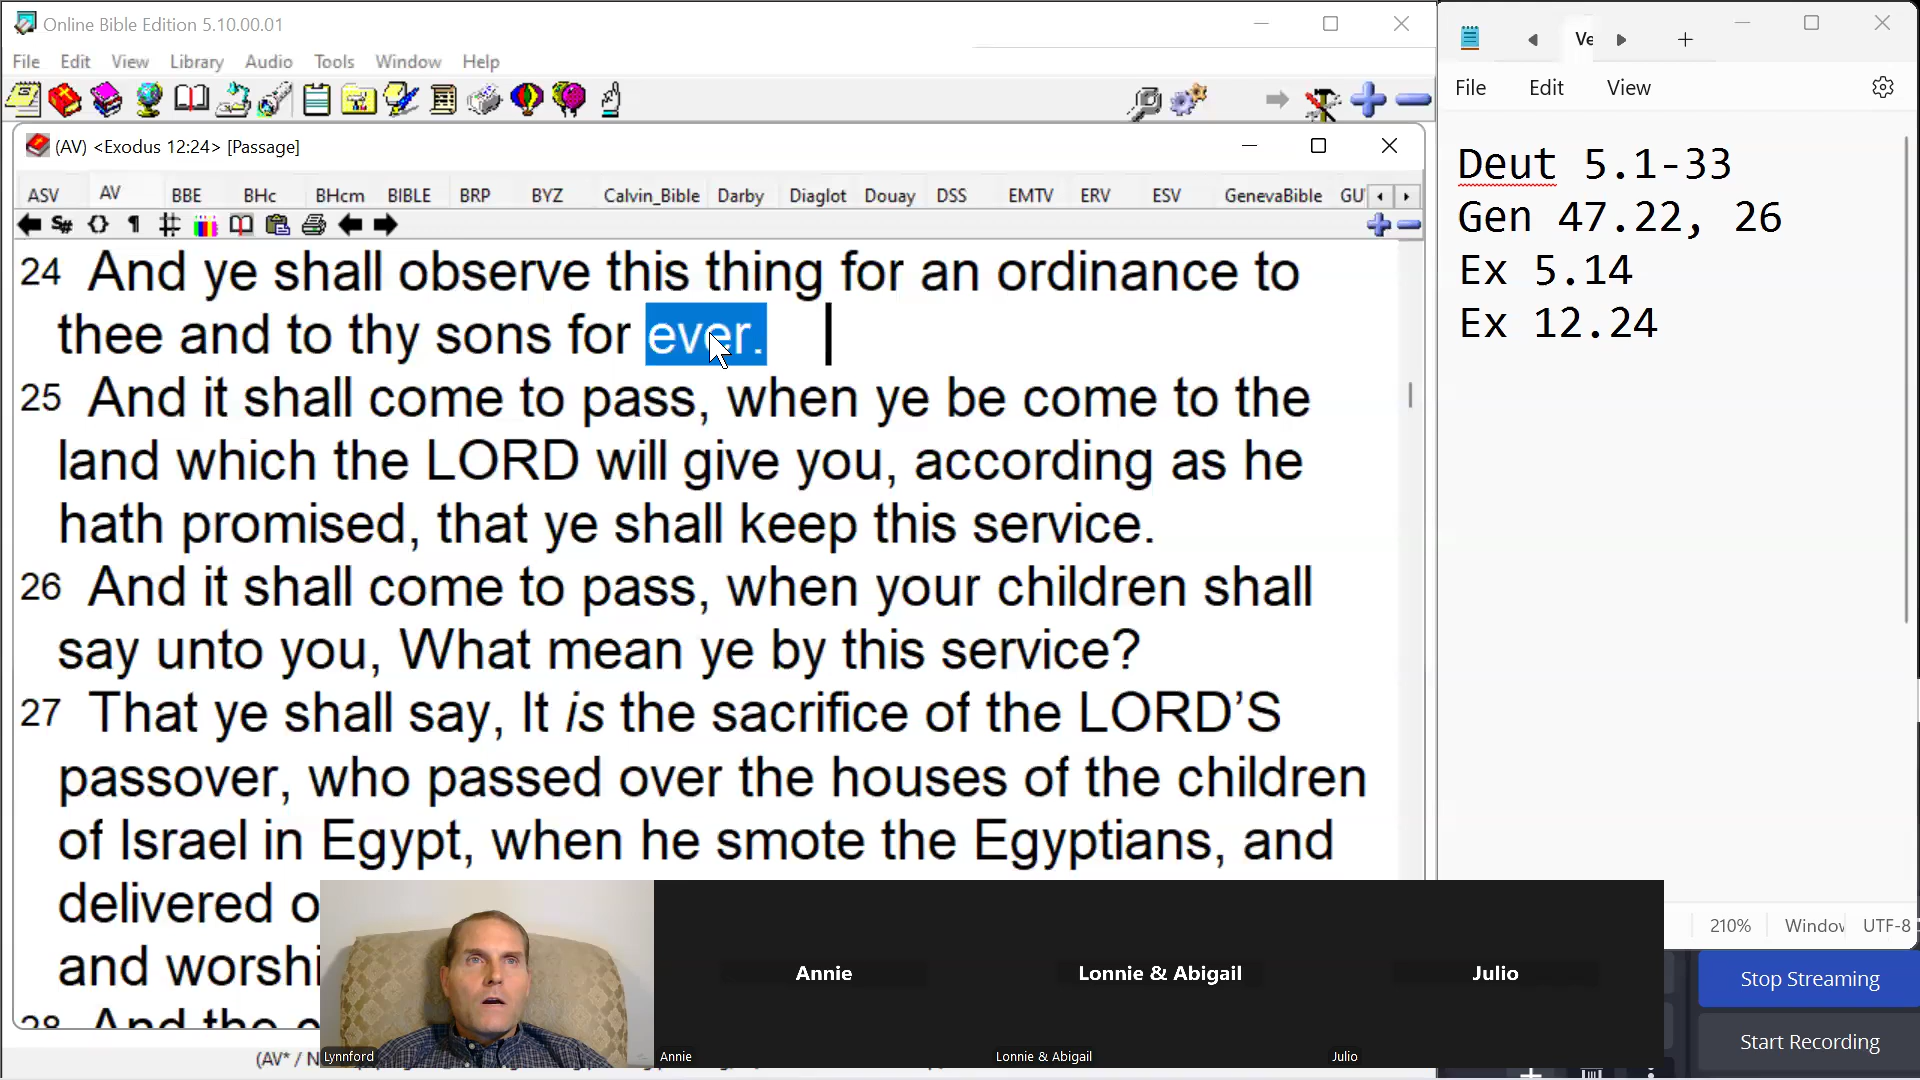 Online Bible Edition 5.10.00.01
File Edit View Library Audio Tools Window Help
(AV) <Exodus 12:24> [Passage]
ASV AV BBE BHc BHcm BIBLE BRP BYZ Calvin_Bible Darby Diaglot Douay DSS EMTV ERV ESV GenevaBible GU
24 And ye shall observe this thing for an ordinance to
thee and to thy sons for ever.
25 And it shall come to pass, when ye be come to the
land which the LORD will give you, according as he
hath promised, that ye shall keep this service.
26 And it shall come to pass, when your children shall
say unto you, What mean ye by this service?
27 That ye shall say, It is the sacrifice of the LORD’S
passover, who passed over the houses of the children
of Israel in Egypt, when he smote the Egyptians, and
delivered o
and worshi
28 And the
(AV* / N
Ve
File Edit View
Deut 5.1-33
Gen 47.22, 26
Ex 5.14
Ex 12.24
210% Window UTF-8
Stop Streaming
Start Recording
Annie
Lonnie & Abigail
Julio
Lynnford
Annie
Lonnie & Abigail
Julio